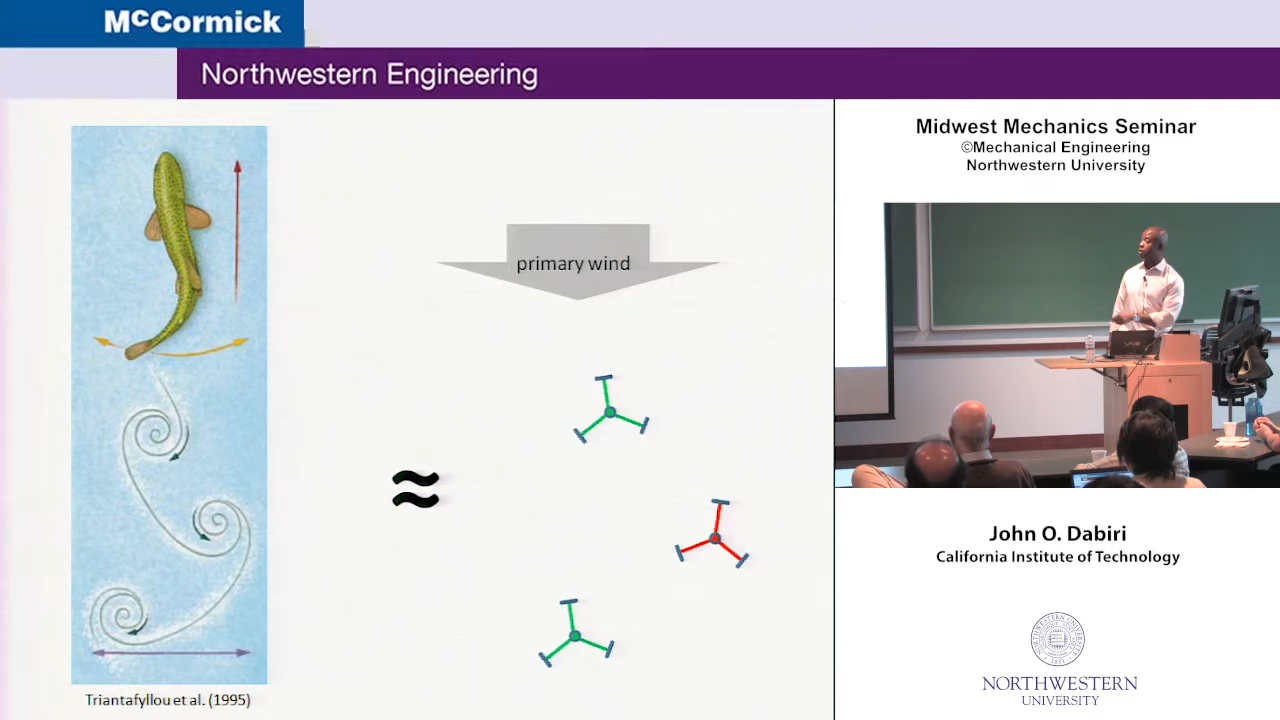 McCormick
Northwestern Engineering
primary wind
≈
Triantafyllou et al. (1995)
Midwest Mechanics Seminar
©Mechanical Engineering
Northwestern University
VAIO
John O. Dabiri
California Institute of Technology
NORTHWESTERN
UNIVERSITY